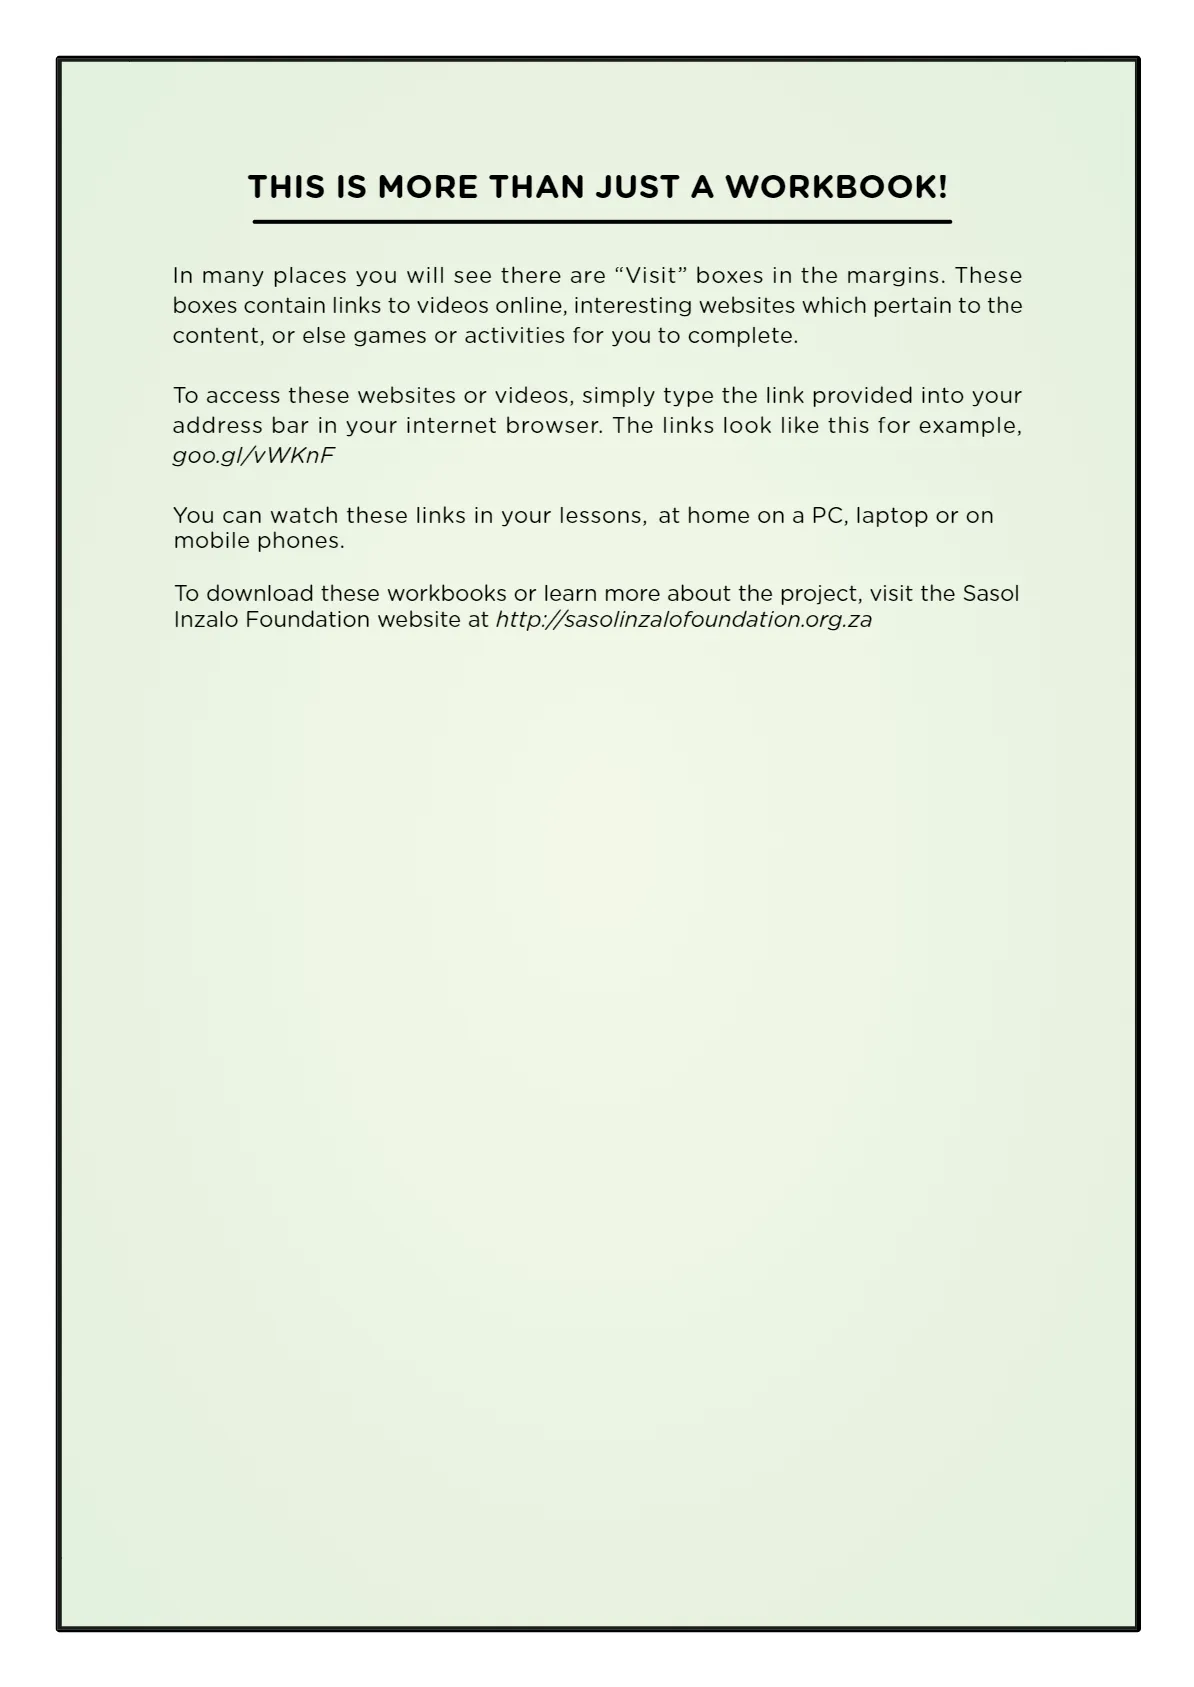 THIS IS MORE THAN JUST A WORKBOOK!
In many places you will see there are “Visit” boxes in the margins. These
boxes contain links to videos online, interesting websites which pertain to the
content, or else games or activities for you to complete.
To access these websites or videos, simply type the link provided into your
address bar in your internet browser. The links look like this for example,
goo.gl/vWKnF
You can watch these links in your lessons, at home on a PC, laptop or on
mobile phones.
To download these workbooks or learn more about the project, visit the Sasol
Inzalo Foundation website at http://sasolinzalofoundation.org.za